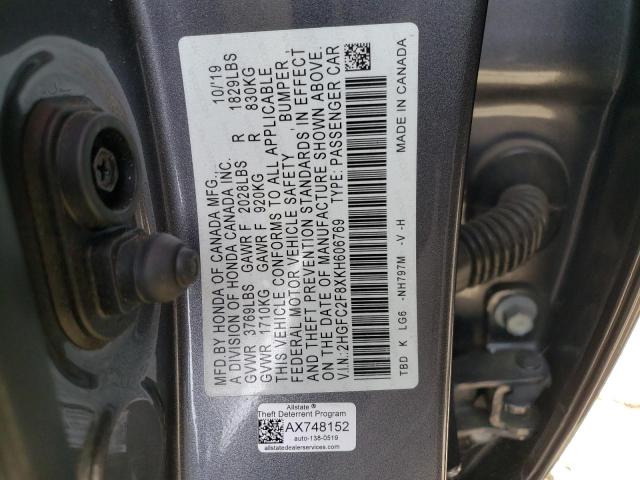 MFD.BY HONDA OF CANADA MFG., 10/19
A DIVISION OF HONDA CANADA INC.
GVWR 3769LBS GAWR F 2028LBS R 1829LBS
GVWR 1710KG GAWR F 920KG R 830KG
THIS VEHICLE CONFORMS TO ALL APPLICABLE
FEDERAL MOTOR VEHICLE SAFETY , BUMPER ,
AND THEFT PREVENTION STANDARDS, IN EFFECT
ON THE DATE OF MANUFACTURE SHOWN ABOVE.
V.I.N.: 2HGFC2F8XKH606769 TYPE: PASSENGER CAR
TBD K LG6 -NH797M -V -H MADE IN CANADA
Allstate ®
Theft Deterrent Program
AX748152
auto-138-0519
allstatedealerservices.com